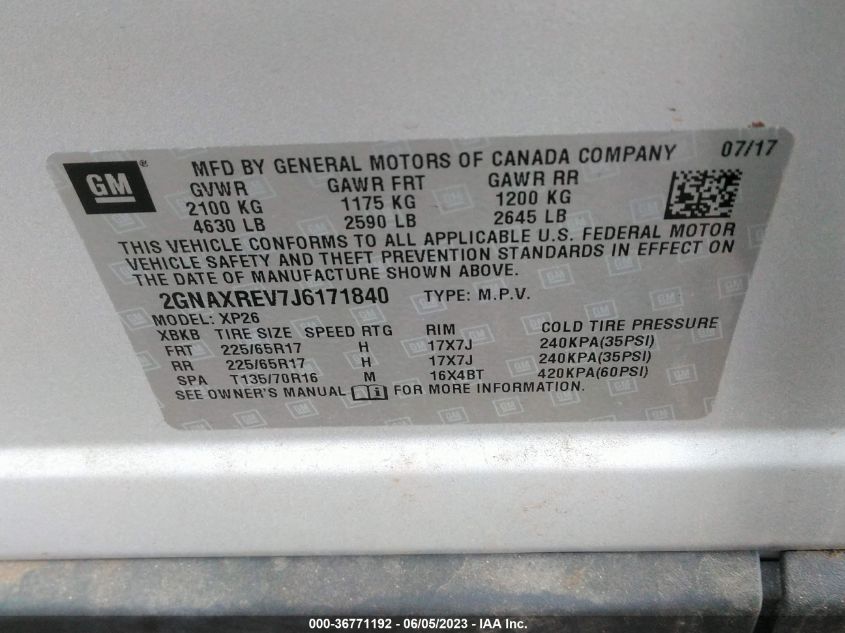 GM ® MFD BY GENERAL MOTORS OF CANADA COMPANY 07/17
GVWR GAWR FRT GAWR RR
2100 KG 1175 KG 1200 KG
4630 LB 2590 LB 2645 LB
THIS VEHICLE CONFORMS TO ALL APPLICABLE U.S. FEDERAL MOTOR
VEHICLE SAFETY AND THEFT PREVENTION STANDARDS IN EFFECT ON
THE DATE OF MANUFACTURE SHOWN ABOVE.
2GNAXREV7J6171840 TYPE: M.P.V.
MODEL: XP26
XBKB TIRE SIZE SPEED RTG RIM COLD TIRE PRESSURE
FRT 225/65R17 H 17X7J 240KPA(35PSI)
RR 225/65R17 H 17X7J 240KPA(35PSI)
SPA T135/70R16 M 16X4BT 420KPA(60PSI)
SEE OWNER'S MANUAL FOR MORE INFORMATION.
000-36771192 - 06/05/2023 - IAA Inc.